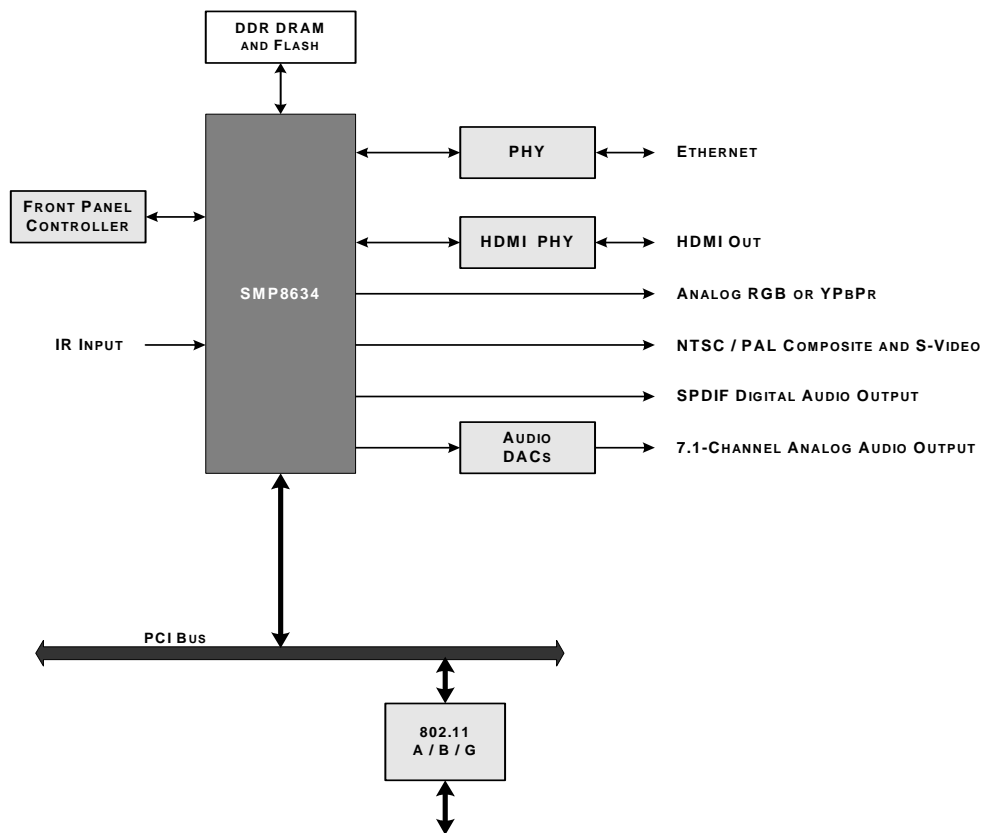 DDR DRAM
AND FLASH
PHY
ETHERNET
FRONT PANEL
CONTROLLER
HDMI PHY
HDMI OUT
SMP8634
ANALOG RGB OR YPBPR
IR INPUT
NTSC / PAL COMPOSITE AND S-VIDEO
SPDIF DIGITAL AUDIO OUTPUT
AUDIO
DACS
7.1-CHANNEL ANALOG AUDIO OUTPUT
PCI BUS
802.11
A / B / G